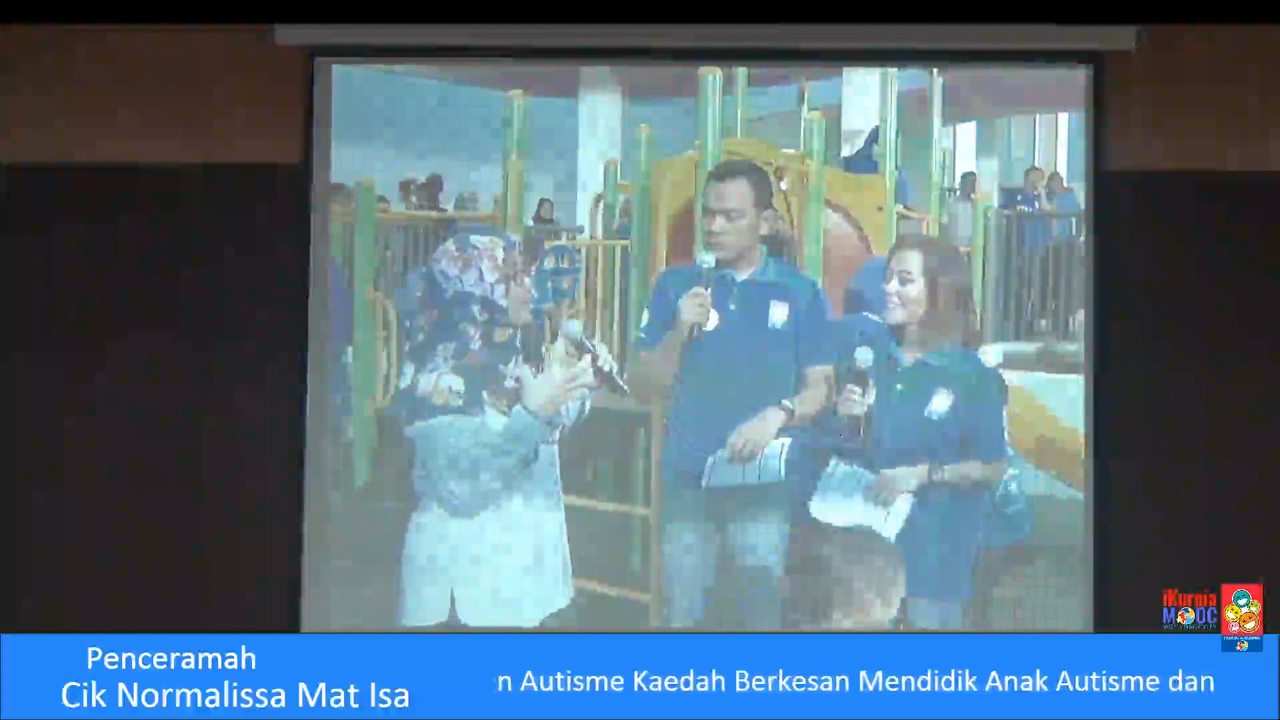 iKurnia
MOOC
Penceramah
Cik Normalissa Mat Isa
n Autisme Kaedah Berkesan Mendidik Anak Autisme dan